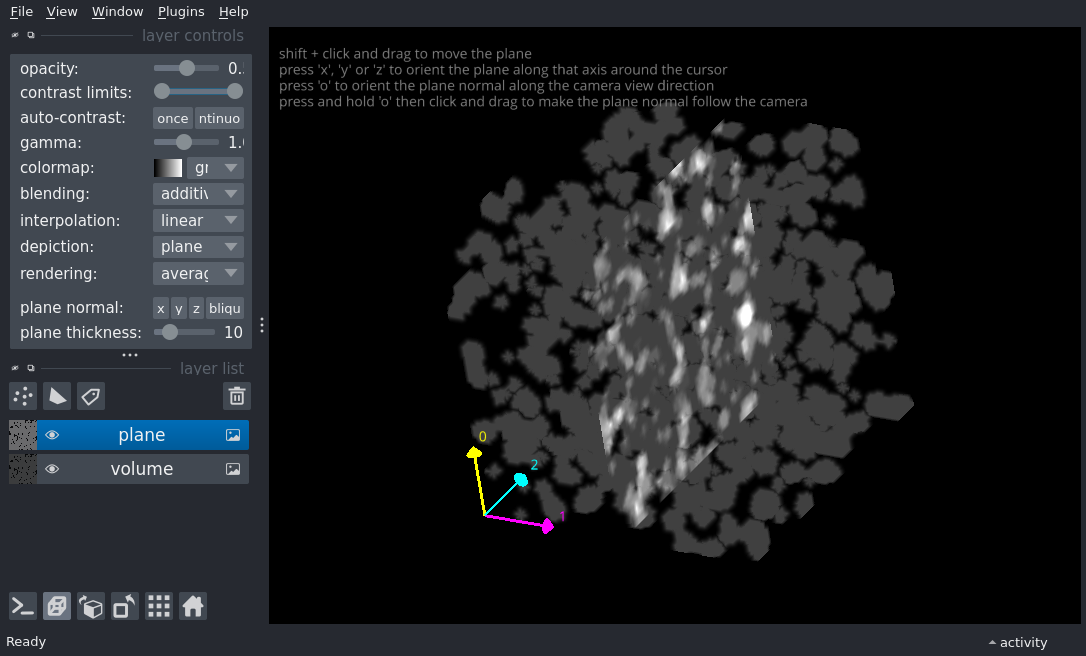 File View Window Plugins Help
layer controls
opacity: 0.
contrast limits:
auto-contrast: once ntinuo
gamma: 1.
colormap: gr
blending: additiv
interpolation: linear
depiction: plane
rendering: averag
plane normal: x y z bliqu
plane thickness: 10
layer list
plane
volume
shift + click and drag to move the plane
press 'x', 'y' or 'z' to orient the plane along that axis around the cursor
press 'o' to orient the plane normal along the camera view direction
press and hold 'o' then click and drag to make the plane normal follow the camera
0
2
1
Ready
activity